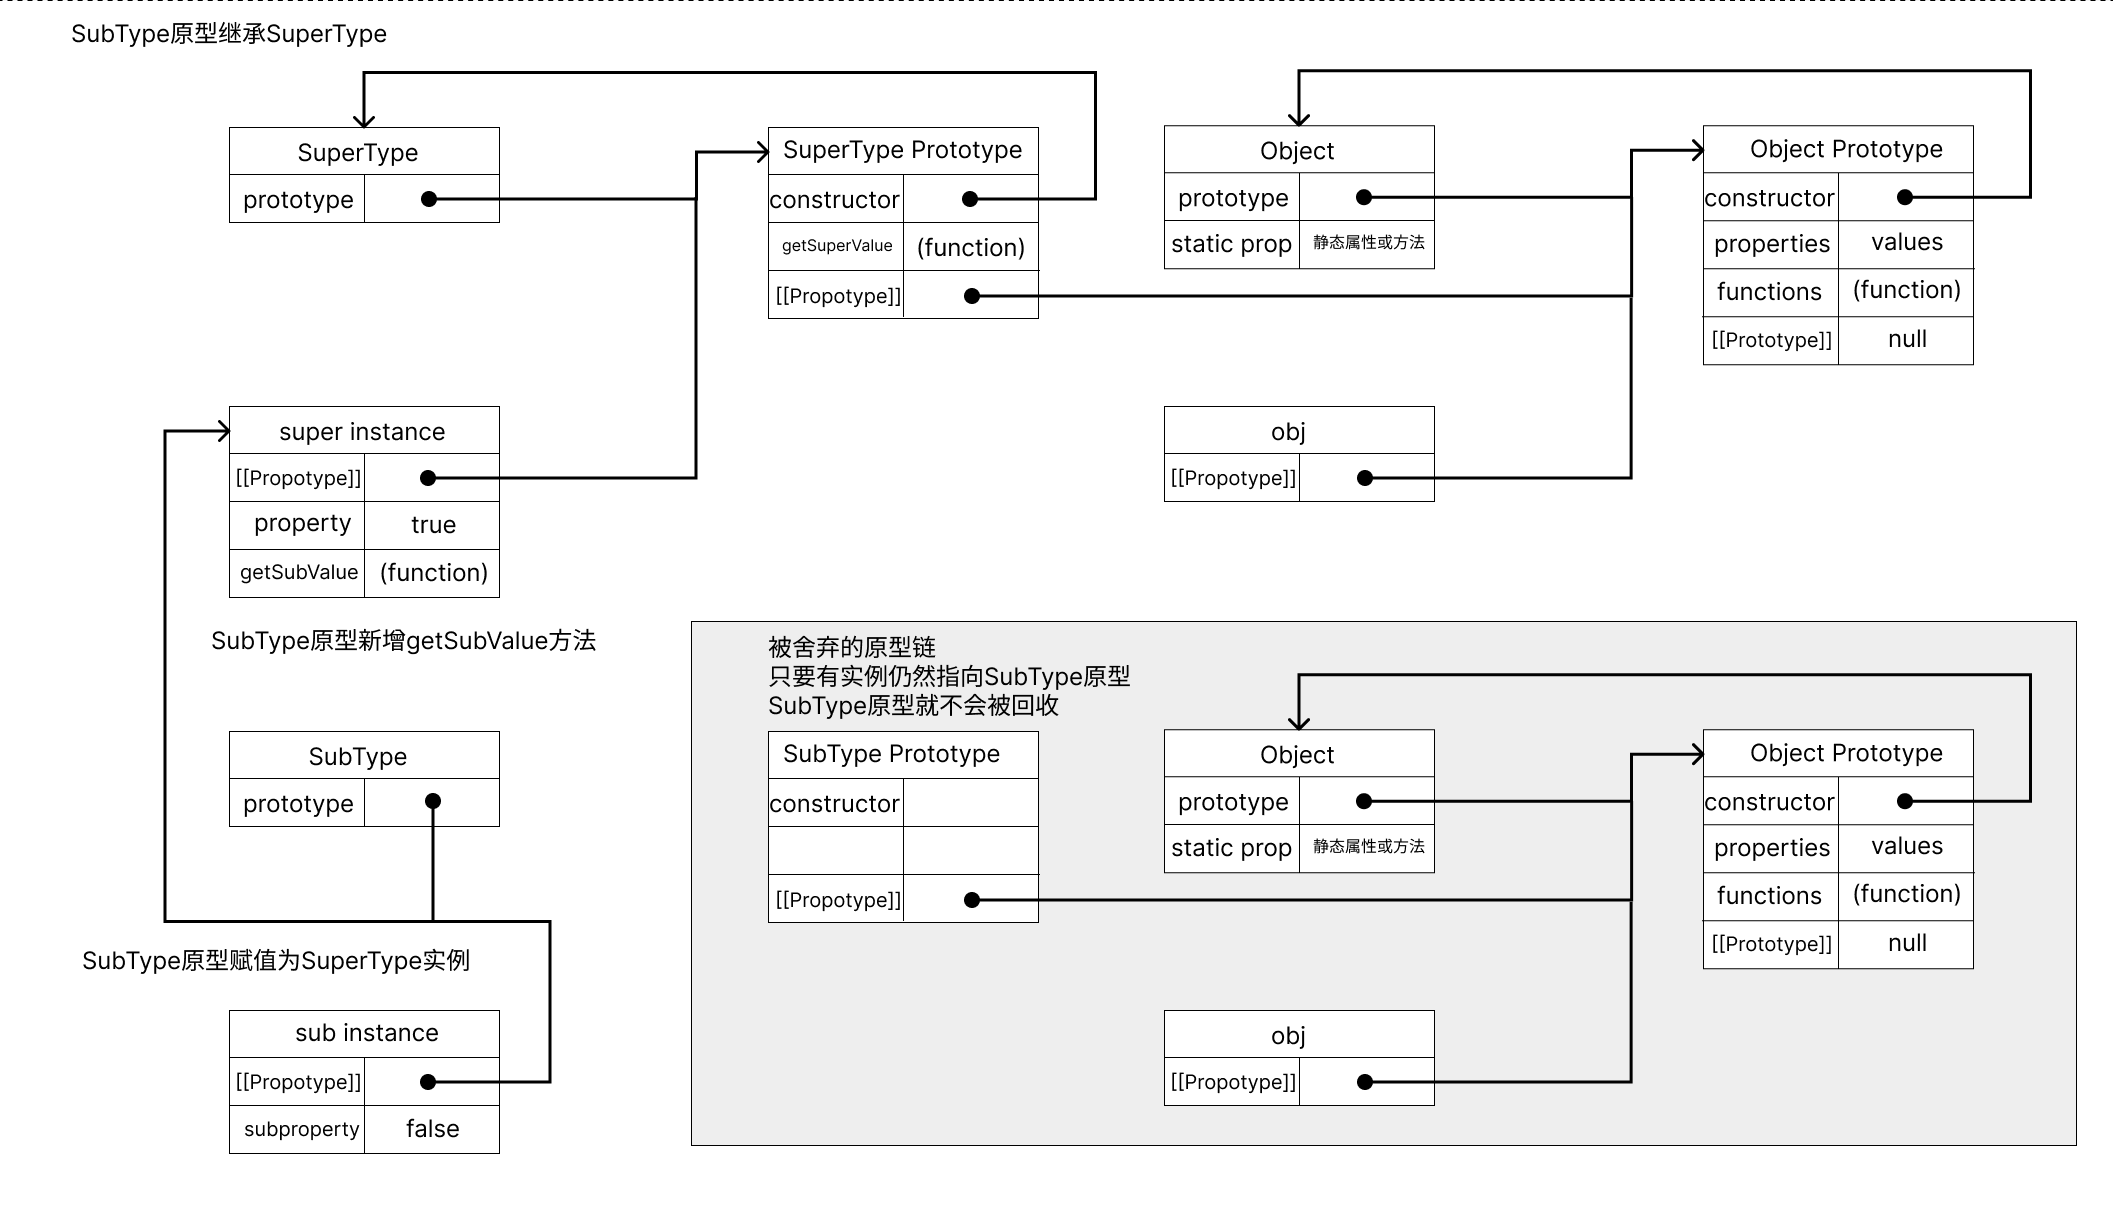 SubType原型继承SuperType
SuperType
prototype
SuperType Prototype
constructor
getSuperValue (function)
[[Propotype]]
Object
prototype
static prop 静态属性或方法
Object Prototype
constructor
properties values
functions (function)
[[Prototype]] null
super instance
[[Propotype]]
property true
getSubValue (function)
obj
[[Propotype]]
SubType原型新增getSubValue方法
SubType
prototype
SubType原型赋值为SuperType实例
sub instance
[[Propotype]]
subproperty false
被舍弃的原型链
只要有实例仍然指向SubType原型
SubType原型就不会被回收
SubType Prototype
constructor
[[Propotype]]
Object
prototype
static prop 静态属性或方法
Object Prototype
constructor
properties values
functions (function)
[[Prototype]] null
obj
[[Propotype]]